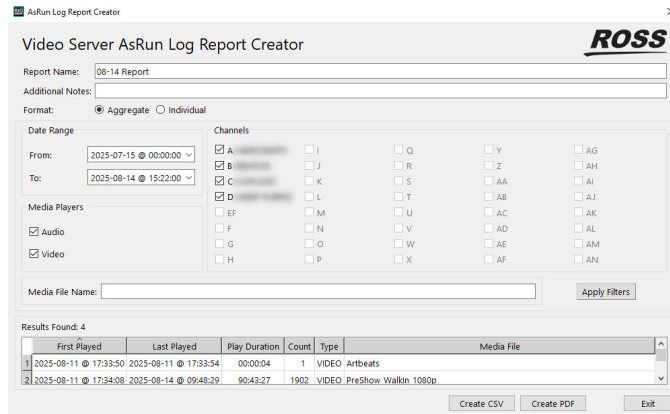 AsRun Log Report Creator
Video Server AsRun Log Report Creator
ROSS
Report Name: 08-14 Report
Additional Notes:
Format: Aggregate Individual
Date Range
From: 2025-07-15 @ 00:00:00
To: 2025-08-14 @ 15:22:00
Media Players
Audio
Video
Channels
A I Q Y AG
B J R Z AH
C K S AA AI
D L T AB AJ
EF M U AC AK
F N V AD AL
G O W AE AM
H P X AF AN
Media File Name: Apply Filters
Results Found: 4
First Played Last Played Play Duration Count Type Media File
1 2025-08-11 @ 17:33:50 2025-08-11 @ 17:33:54 00:00:04 1 VIDEO Artbeats
2 2025-08-11 @ 17:34:08 2025-08-14 @ 09:48:29 90:43:27 1902 VIDEO PreShow WalkIn 1080p
Create CSV Create PDF Exit